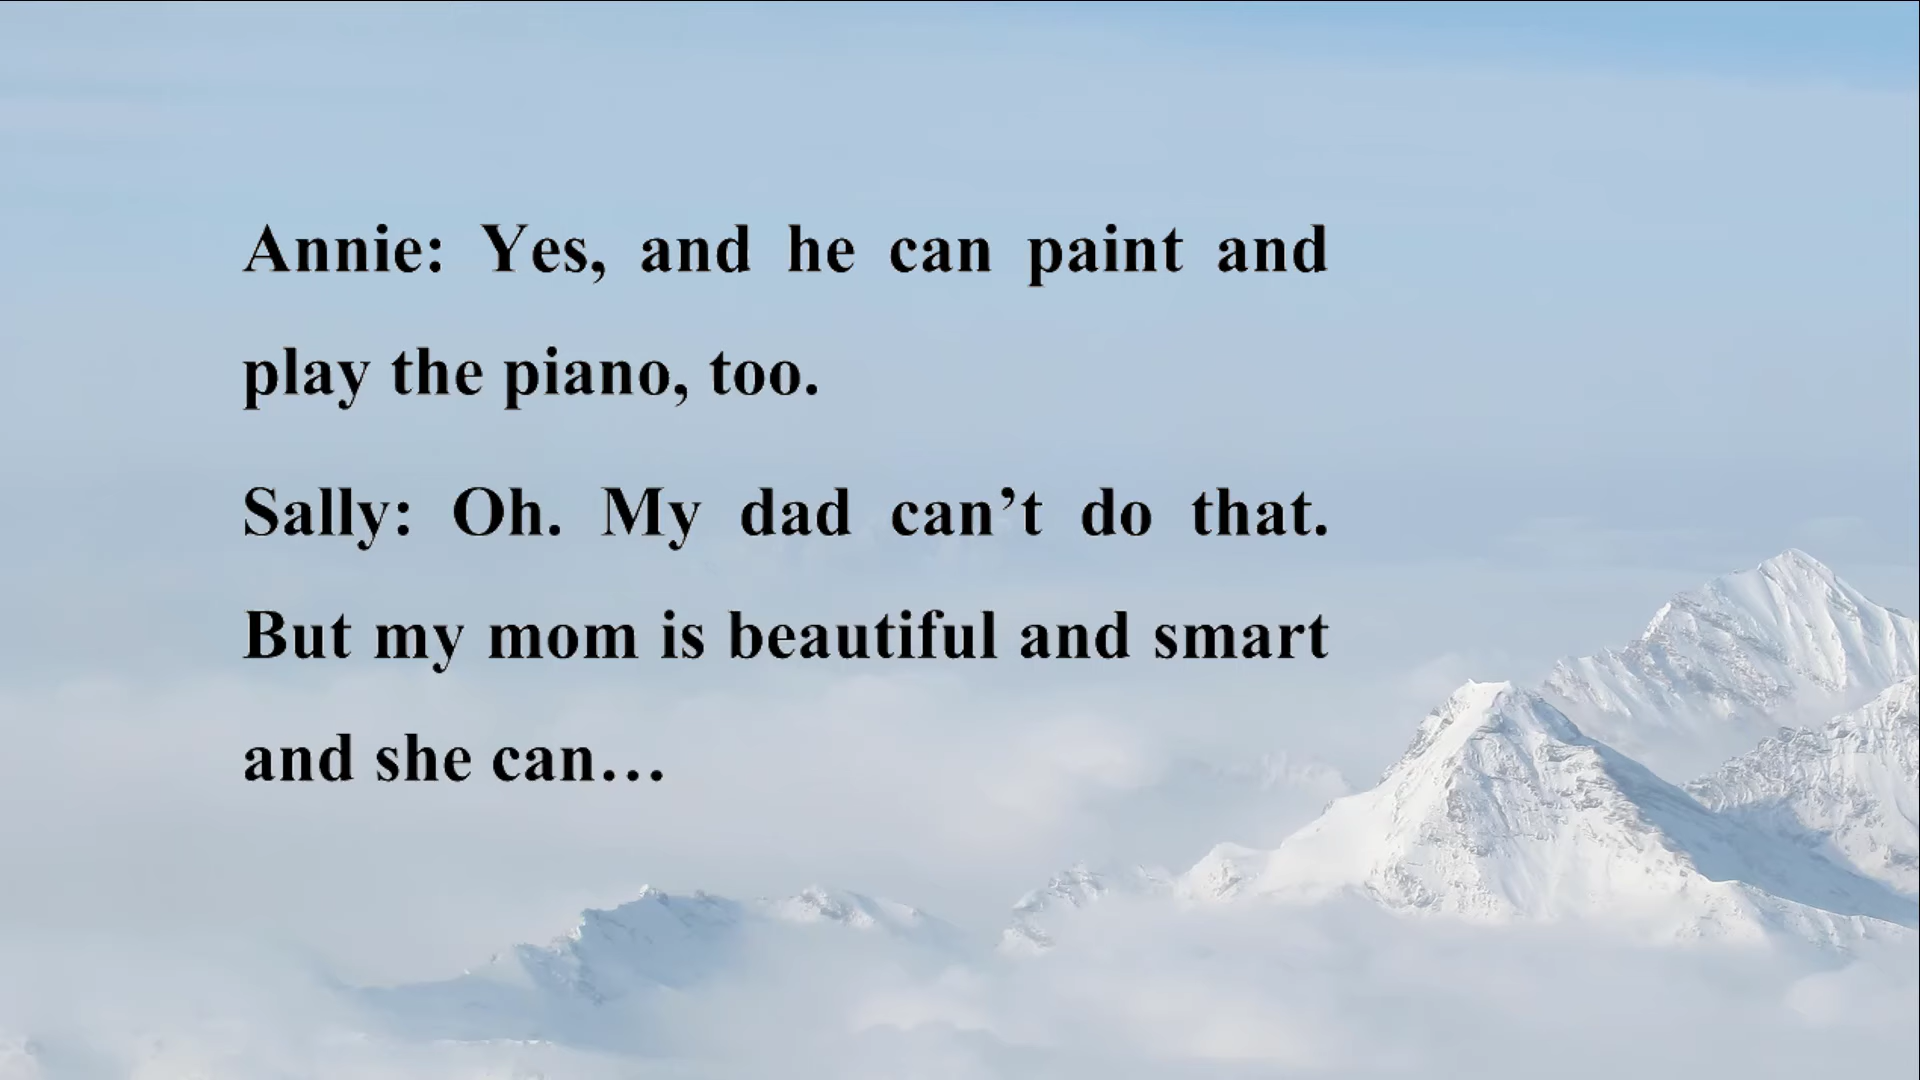 Annie: Yes, and he can paint and
play the piano, too.
Sally: Oh. My dad can’t do that.
But my mom is beautiful and smart
and she can…